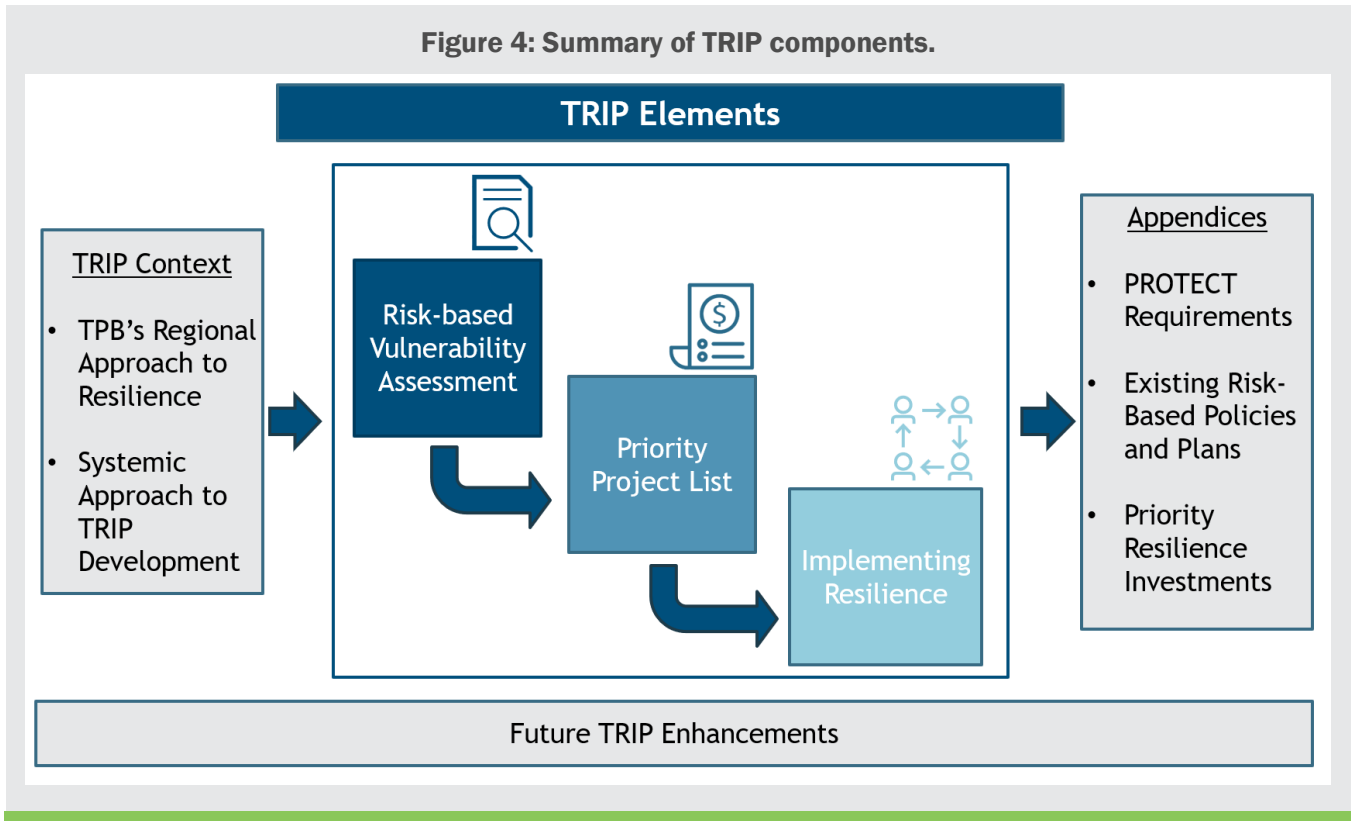 Figure 4: Summary of TRIP components.
TRIP Elements
TRIP Context
• TPB's Regional
Approach to
Resilience
• Systemic
Approach to
TRIP
Development
Risk-based
Vulnerability
Assessment
$
Priority
Project List
Implementing
Resilience
Appendices
• PROTECT
Requirements
• Existing Risk-
Based Policies
and Plans
• Priority
Resilience
Investments
Future TRIP Enhancements